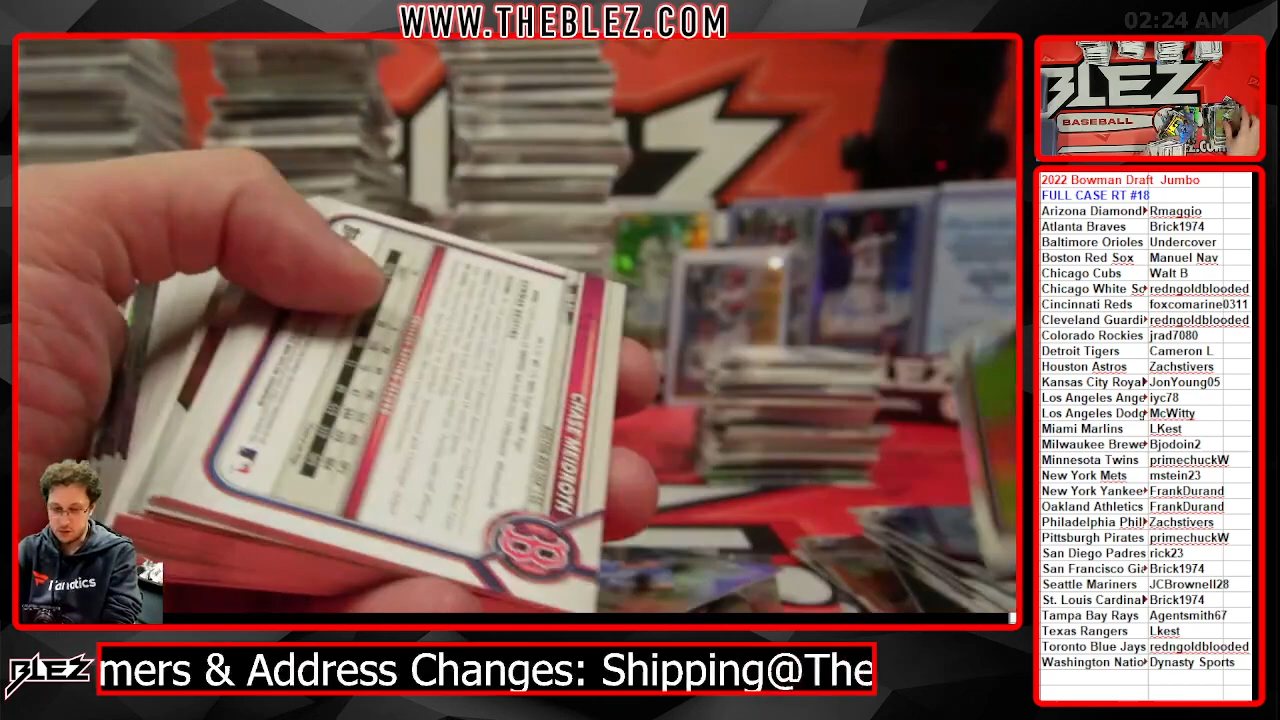 WWW.THEBLEZ.COM
02:24 AM
BLEZ
BASEBALL
EZ.COM
CHASE MEIDROTH
B
Fanatics
2022 Bowman Draft Jumbo
FULL CASE RT #18
Arizona Diamond Rmaggio
Atlanta Braves Brick1974
Baltimore Orioles Undercover
Boston Red Sox Manuel Nav
Chicago Cubs Walt B
Chicago White So redngoldblooded
Cincinnati Reds foxcomarine0311
Cleveland Guardi redngoldblooded
Colorado Rockies jrad7080
Detroit Tigers Cameron L
Houston Astros Zachstivers
Kansas City Royal JonYoung05
Los Angeles Ange iyc78
Los Angeles Dodg McWitty
Miami Marlins LKest
Milwaukee Brewe Bjodoin2
Minnesota Twins primechuckW
New York Mets mstein23
New York Yankee FrankDurand
Oakland Athletics FrankDurand
Philadelphia Phil Zachstivers
Pittsburgh Pirates primechuckW
San Diego Padres rick23
San Francisco Gia Brick1974
Seattle Mariners JCBrownell28
St. Louis Cardina Brick1974
Tampa Bay Rays Agentsmith67
Texas Rangers Lkest
Toronto Blue Jays redngoldblooded
Washington Natio Dynasty Sports
BLEZ
mers & Address Changes: Shipping@The